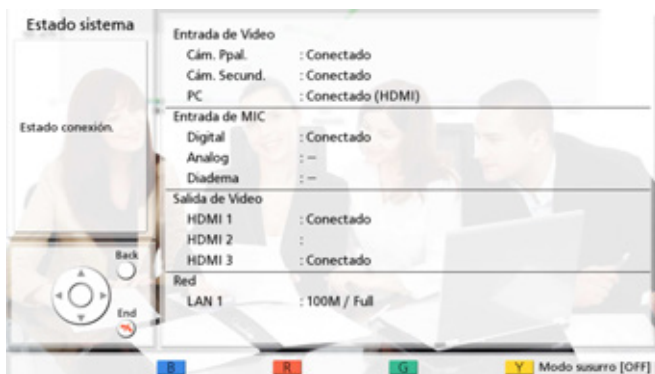 Estado sistema
Estado conexión.
Back
End
Entrada de Video
Cám. Ppal. : Conectado
Cám. Secund. : Conectado
PC : Conectado (HDMI)
Entrada de MIC
Digital : Conectado
Analog : —
Diadema : —
Salida de Video
HDMI 1 : Conectado
HDMI 2 :
HDMI 3 : Conectado
Red
LAN 1 : 100M / Full
B R G Y Modo susurro [OFF]